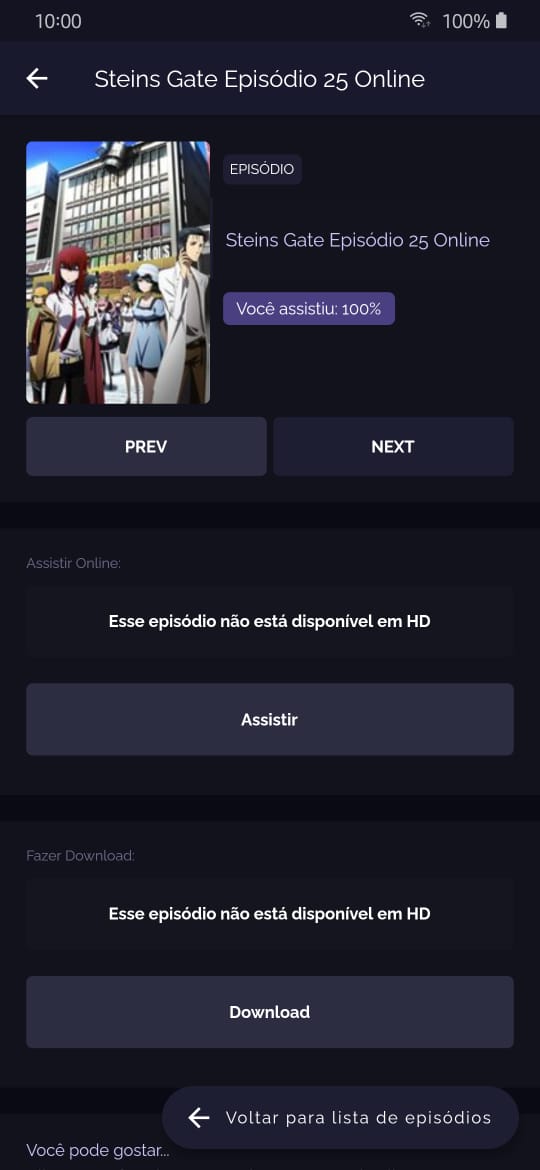 10:00 100%
Steins Gate Episódio 25 Online
EPISÓDIO
Steins Gate Episódio 25 Online
Você assistiu: 100%
PREV NEXT
Assistir Online:
Esse episódio não está disponível em HD
Assistir
Fazer Download:
Esse episódio não está disponível em HD
Download
Voltar para lista de episódios
Você pode gostar...